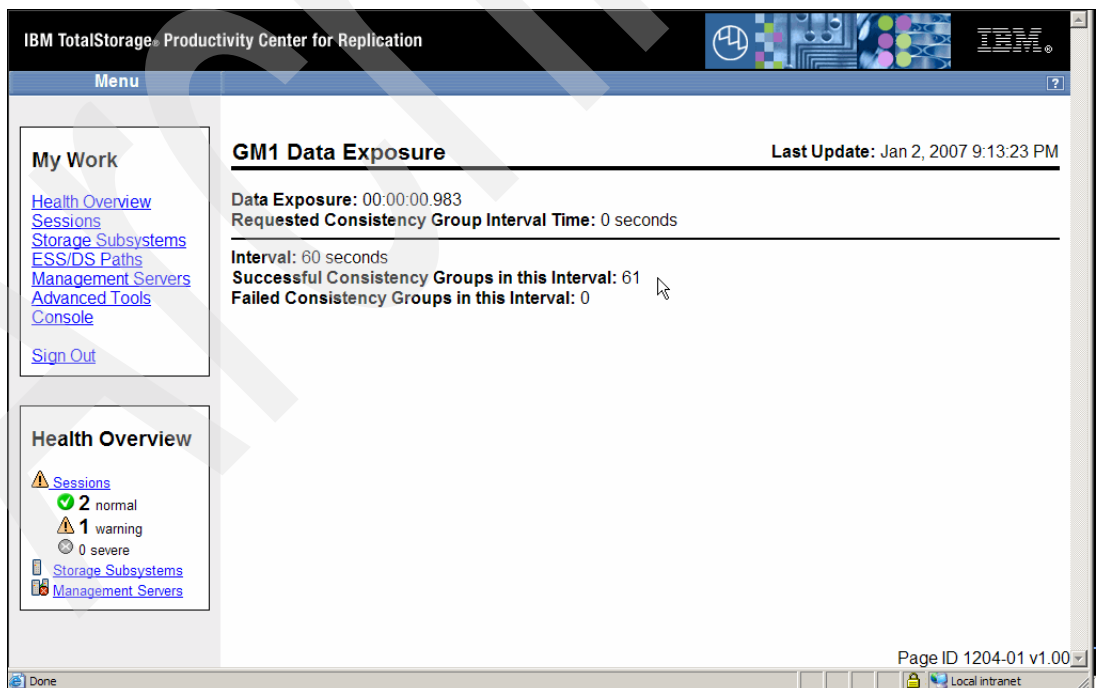 IBM TotalStorage® Productivity Center for Replication
IBM®
Menu
?
My Work
Health Overview
Sessions
Storage Subsystems
ESS/DS Paths
Management Servers
Advanced Tools
Console
Sign Out
GM1 Data Exposure
Last Update: Jan 2, 2007 9:13:23 PM
Data Exposure: 00:00:00.983
Requested Consistency Group Interval Time: 0 seconds
Interval: 60 seconds
Successful Consistency Groups in this Interval: 61
Failed Consistency Groups in this Interval: 0
Health Overview
Sessions
2 normal
1 warning
0 severe
Storage Subsystems
Management Servers
Page ID 1204-01 v1.00
Done
Local intranet